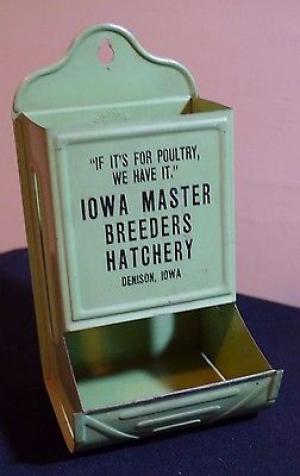 "IF IT'S FOR POULTRY,
WE HAVE IT."
IOWA MASTER
BREEDERS
HATCHERY
DENISON, IOWA